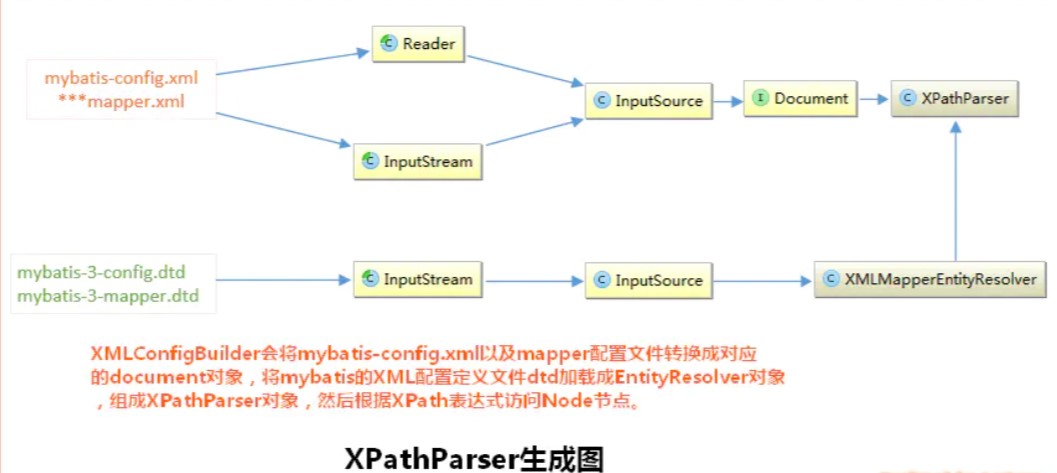 Reader
mybatis-config.xml
***mapper.xml
InputSource
Document
XPathParser
InputStream
mybatis-3-config.dtd
mybatis-3-mapper.dtd
InputStream
InputSource
XMLMapperEntityResolver
XMLConfigBuilder会将mybatis-config.xml以及mapper配置文件转换成对应
的document对象，将mybatis的XML配置定义文件dtd加载成EntityResolver对象
，组成XPathParser对象，然后根据XPath表达式访问Node节点。
XPathParser生成图